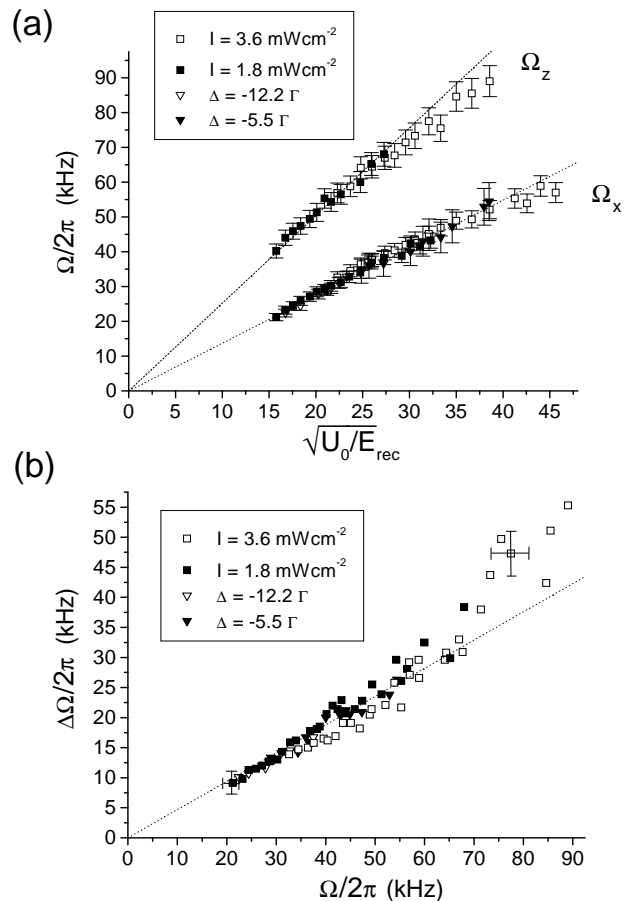 (a)
I = 3.6 mWcm-2
I = 1.8 mWcm-2
Δ = -12.2 Γ
Δ = -5.5 Γ
Ωz
Ωx
Ω/2π (kHz)
90
80
70
60
50
40
30
20
10
0
0 5 10 15 20 25 30 35 40 45
√U0/Erec
(b)
I = 3.6 mWcm-2
I = 1.8 mWcm-2
Δ = -12.2 Γ
Δ = -5.5 Γ
ΔΩ/2π (kHz)
55
50
45
40
35
30
25
20
15
10
5
0
0 10 20 30 40 50 60 70 80 90
Ω/2π (kHz)